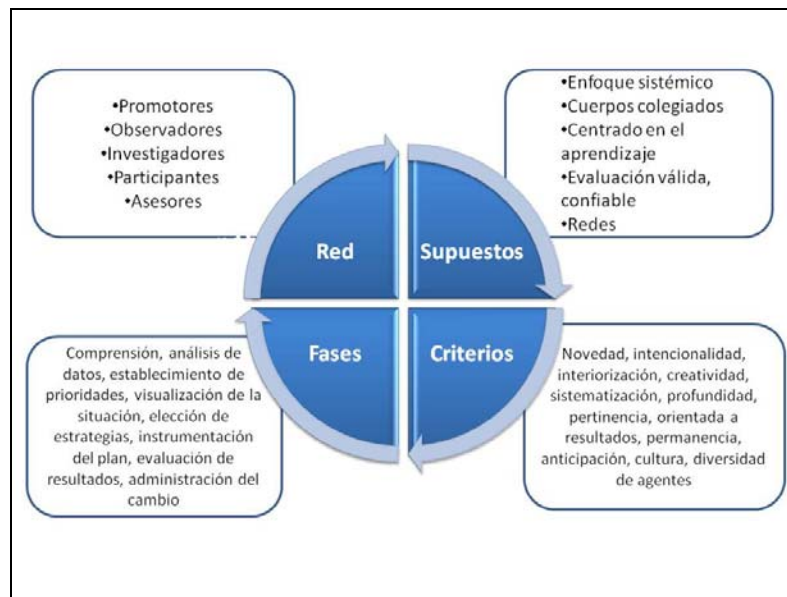 •Promotores
•Observadores
•Investigadores
•Participantes
•Asesores
•Enfoque sistémico
•Cuerpos colegiados
•Centrado en el
aprendizaje
•Evaluación válida,
confiable
•Redes
Red
Supuestos
Fases
Criterios
Comprensión, análisis de
datos, establecimiento de
prioridades, visualización de la
situación, elección de
estrategias, instrumentación
del plan, evaluación de
resultados, administración del
cambio
Novedad, intencionalidad,
interiorización, creatividad,
sistematización, profundidad,
pertinencia, orientada a
resultados, permanencia,
anticipación, cultura, diversidad
de agentes